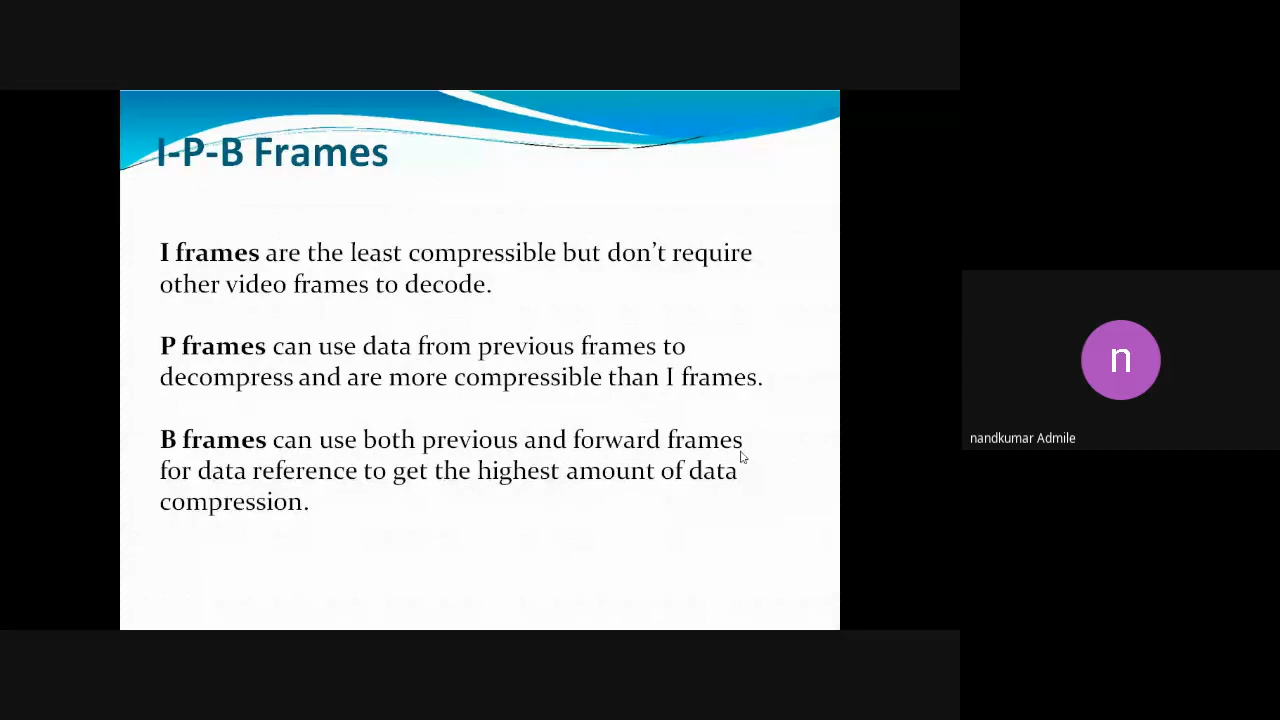 I-P-B Frames
I frames are the least compressible but don’t require
other video frames to decode.
P frames can use data from previous frames to
decompress and are more compressible than I frames.
B frames can use both previous and forward frames
for data reference to get the highest amount of data
compression.
n
nandkumar Admile